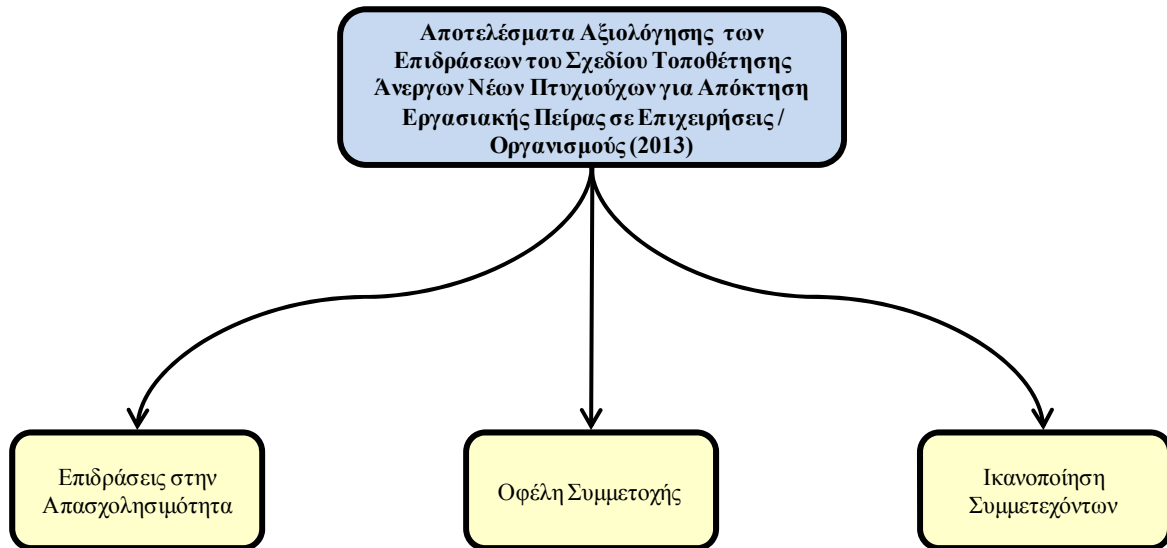 Αποτελέσματα Αξιολόγησης των
Επιδράσεων του Σχεδίου Τοποθέτησης
Άνεργων Νέων Πτυχιούχων για Απόκτηση
Εργασιακής Πείρας σε Επιχειρήσεις /
Οργανισμούς (2013)
Επιδράσεις στην
Απασχολησιμότητα
Οφέλη Συμμετοχής
Ικανοποίηση
Συμμετεχόντων